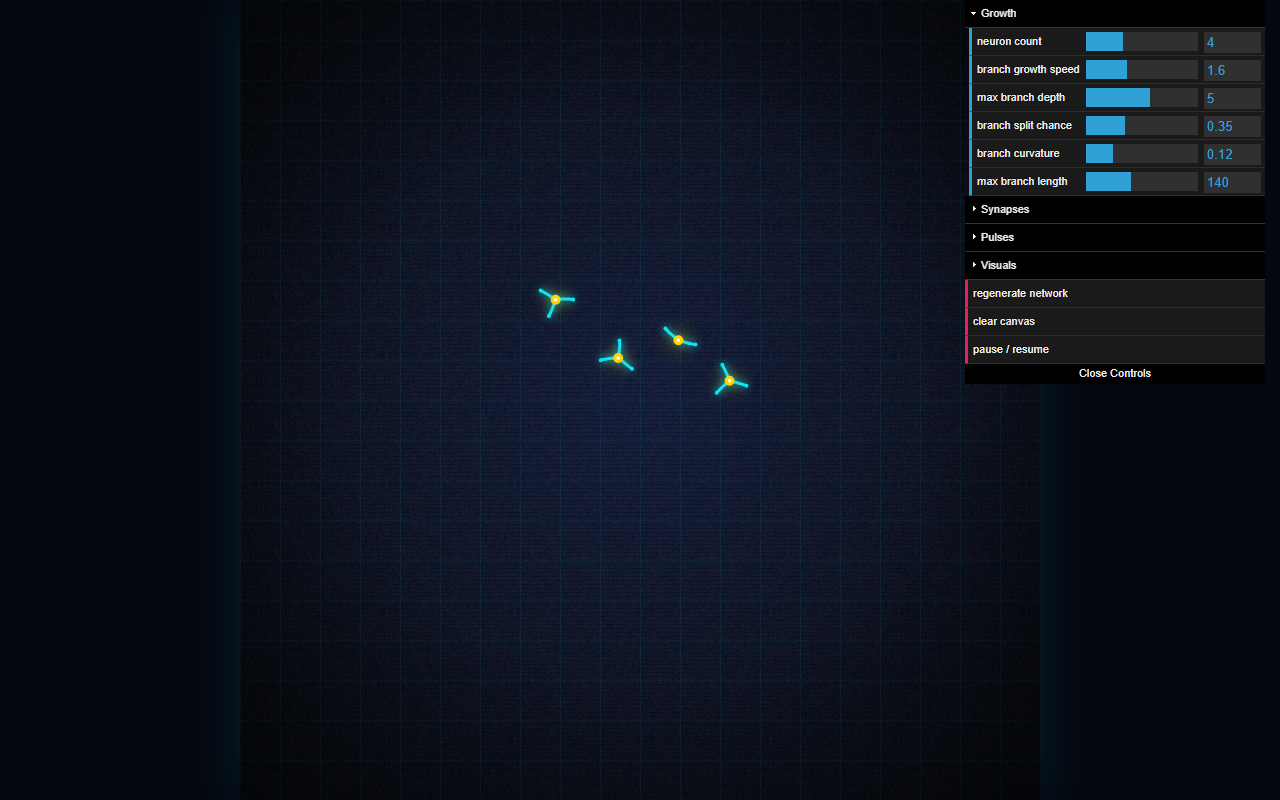 Growth
neuron count 4
branch growth speed 1.6
max branch depth 5
branch split chance 0.35
branch curvature 0.12
max branch length 140
Synapses
Pulses
Visuals
regenerate network
clear canvas
pause / resume
Close Controls